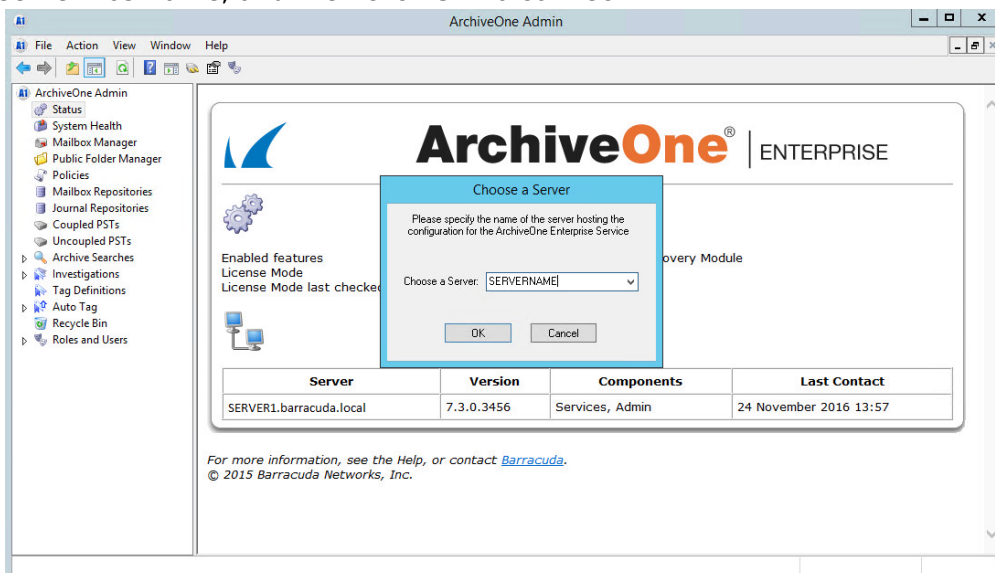 ArchiveOne Admin
File Action View Window Help
ArchiveOne Admin
Status
System Health
Mailbox Manager
Public Folder Manager
Policies
Mailbox Repositories
Journal Repositories
Coupled PSTs
Uncoupled PSTs
Archive Searches
Investigations
Tag Definitions
Auto Tag
Recycle Bin
Roles and Users
ArchiveOne® | ENTERPRISE
Choose a Server
Please specify the name of the server hosting the
configuration for the ArchiveOne Enterprise Service
Choose a Server: SERVERNAME
OK Cancel
Enabled features overy Module
License Mode
License Mode last checked
Server Version Components Last Contact
SERVER1.barracuda.local 7.3.0.3456 Services, Admin 24 November 2016 13:57
For more information, see the Help, or contact Barracuda.
© 2015 Barracuda Networks, Inc.